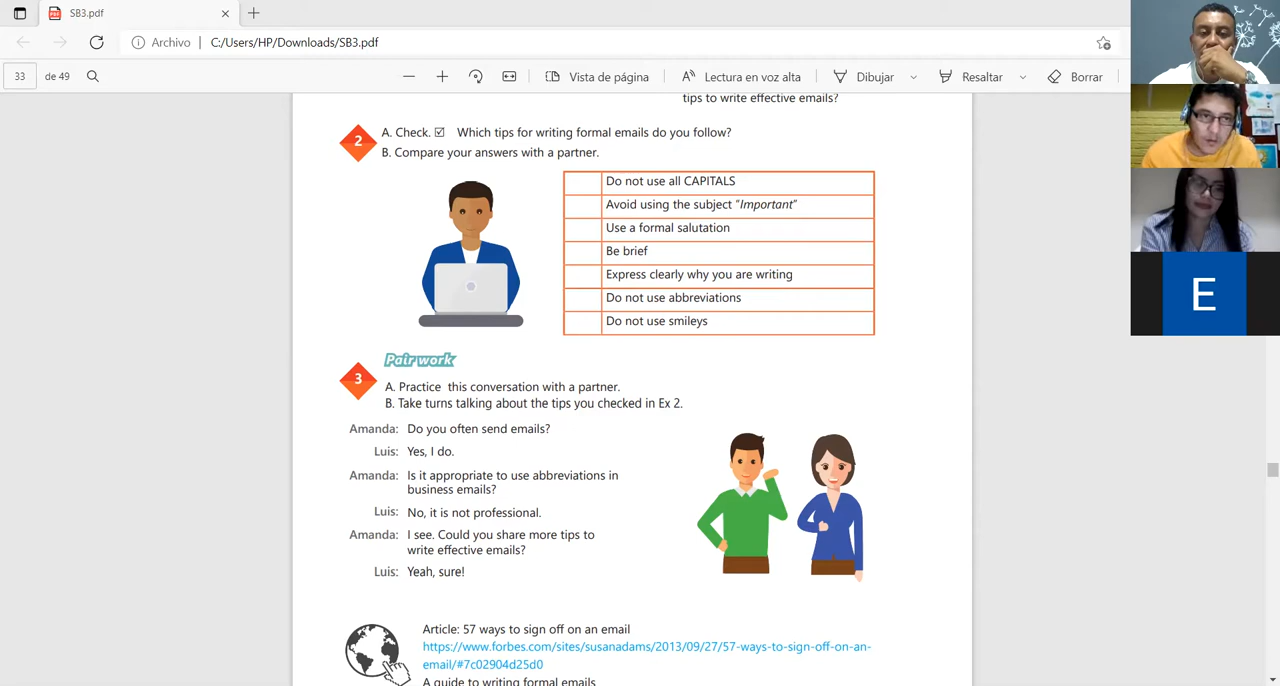 SB3.pdf
Archivo
C:/Users/HP/Downloads/SB3.pdf
33 de 49
Vista de página
Lectura en voz alta
Dibujar
Resaltar
Borrar
tips to write effective emails?
2
A. Check. ☑ Which tips for writing formal emails do you follow?
B. Compare your answers with a partner.
Do not use all CAPITALS
Avoid using the subject “Important”
Use a formal salutation
Be brief
Express clearly why you are writing
Do not use abbreviations
Do not use smileys
Pair work
3
A. Practice this conversation with a partner.
B. Take turns talking about the tips you checked in Ex 2.
Amanda: Do you often send emails?
Luis: Yes, I do.
Amanda: Is it appropriate to use abbreviations in
business emails?
Luis: No, it is not professional.
Amanda: I see. Could you share more tips to
write effective emails?
Luis: Yeah, sure!
Article: 57 ways to sign off on an email
https://www.forbes.com/sites/susanadams/2013/09/27/57-ways-to-sign-off-on-an-
email/#7c02904d25d0
A guide to writing formal emails
E